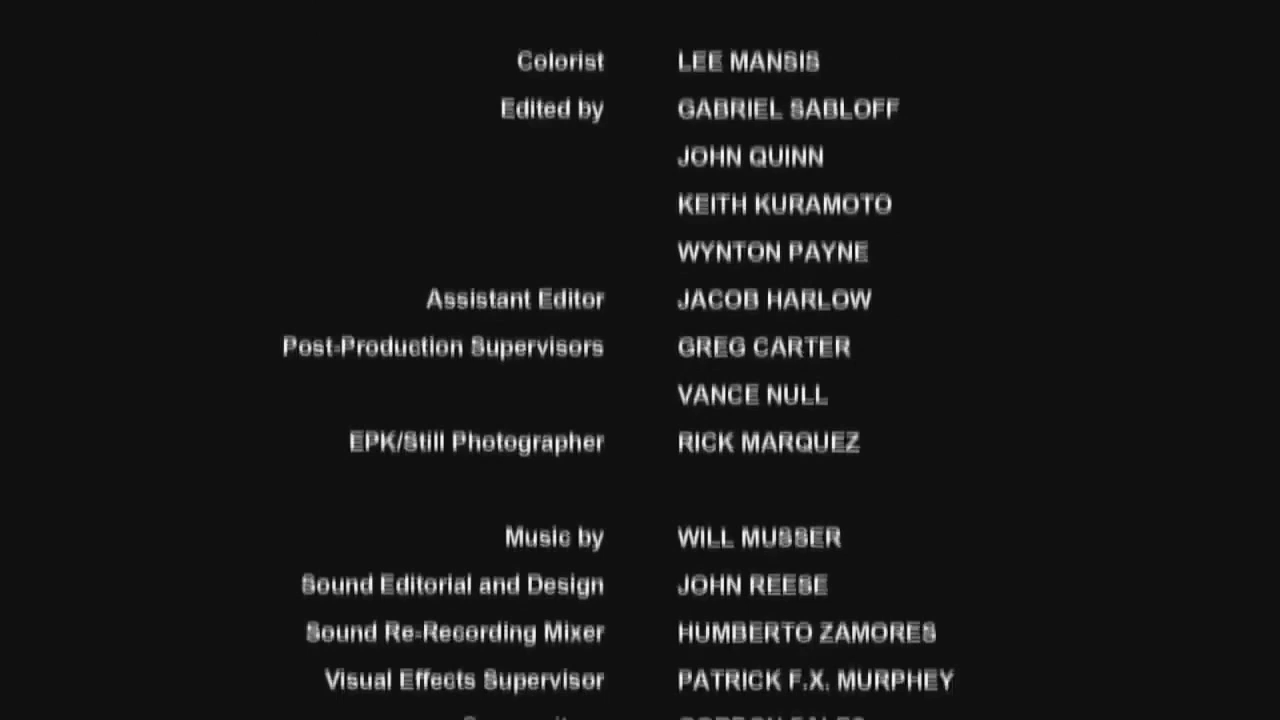 Colorist LEE MANSIS
Edited by GABRIEL SABLOFF
JOHN QUINN
KEITH KURAMOTO
WYNTON PAYNE
Assistant Editor JACOB HARLOW
Post-Production Supervisors GREG CARTER
VANCE NULL
EPK/Still Photographer RICK MARQUEZ
Music by WILL MUSSER
Sound Editorial and Design JOHN REESE
Sound Re-Recording Mixer HUMBERTO ZAMORES
Visual Effects Supervisor PATRICK F.X. MURPHEY